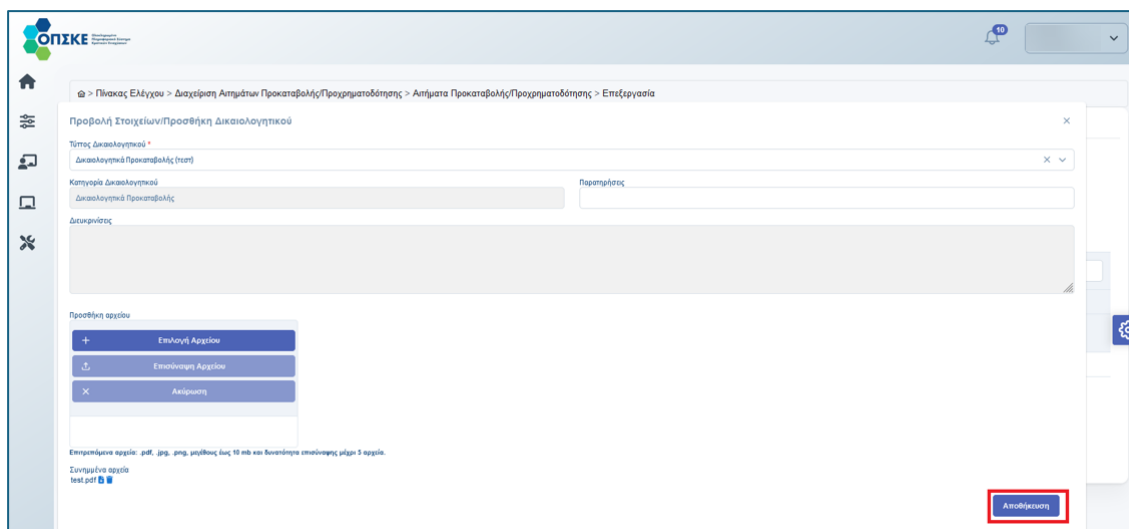 10
ΟΠΣΚΕ
> Πίνακας Ελέγχου > Διαχείριση Αιτημάτων Προκαταβολής/Προχρηματοδότησης > Αιτήματα Προκαταβολής/Προχρηματοδότησης > Επεξεργασία
Προβολή Στοιχείων/Προσθήκη Δικαιολογητικού
Τύπος Δικαιολογητικού *
Δικαιολογητικά Προκαταβολής (τεστ)
Κατηγορία Δικαιολογητικού Παρατηρήσεις
Δικαιολογητικά Προκαταβολής
Διευκρινίσεις
Προσθήκη αρχείου
Επιλογή Αρχείου
Επισύναψη Αρχείου
Ακύρωση
Επιτρεπόμενα αρχεία: .pdf, .jpg, .png, μεγέθους έως 10 mb και δυνατότητα επισύναψης μέχρι 5 αρχεία.
Συνημμένα αρχεία
test.pdf
Αποθήκευση